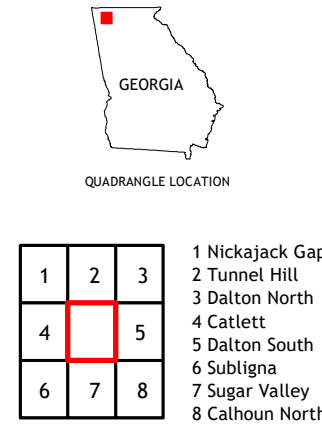 GEORGIA
QUADRANGLE LOCATION
1 2 3
4 5
6 7 8
1 Nickajack Gap
2 Tunnel Hill
3 Dalton North
4 Catlett
5 Dalton South
6 Subligna
7 Sugar Valley
8 Calhoun North